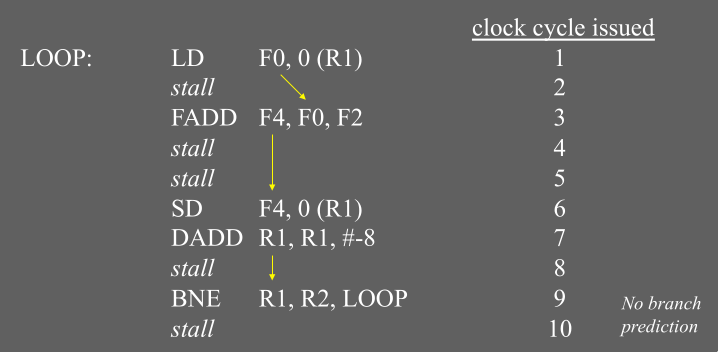 clock cycle issued
LOOP: LD F0, 0 (R1) 1
stall 2
FADD F4, F0, F2 3
stall 4
stall 5
SD F4, 0 (R1) 6
DADD R1, R1, #-8 7
stall 8
BNE R1, R2, LOOP 9
stall 10
No branch
prediction